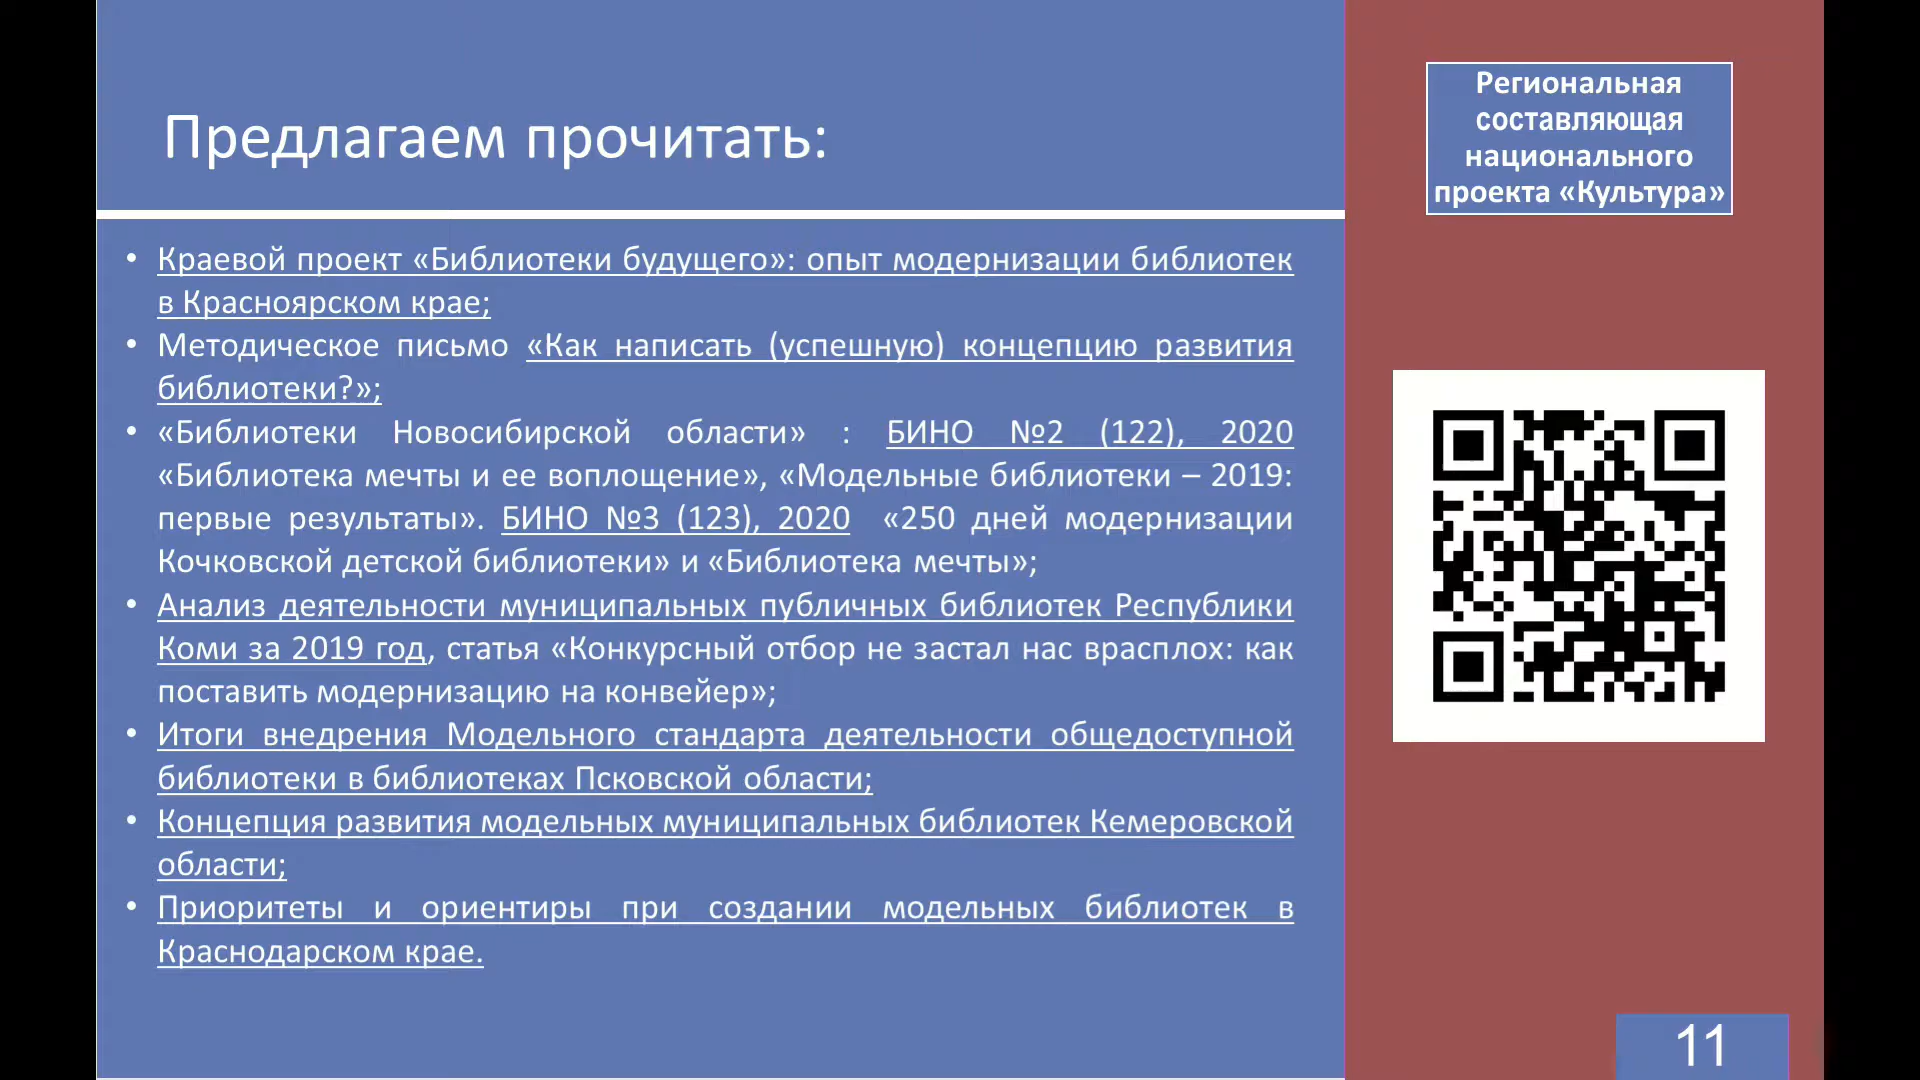 Предлагаем прочитать:
Региональная
составляющая
национального
проекта «Культура»
• Краевой проект «Библиотеки будущего»: опыт модернизации библиотек
в Красноярском крае;
• Методическое письмо «Как написать (успешную) концепцию развития
библиотеки?»;
• «Библиотеки Новосибирской области» : БИНО №2 (122), 2020
«Библиотека мечты и ее воплощение», «Модельные библиотеки – 2019:
первые результаты». БИНО №3 (123), 2020 «250 дней модернизации
Кочковской детской библиотеки» и «Библиотека мечты»;
• Анализ деятельности муниципальных публичных библиотек Республики
Коми за 2019 год, статья «Конкурсный отбор не застал нас врасплох: как
поставить модернизацию на конвейер»;
• Итоги внедрения Модельного стандарта деятельности общедоступной
библиотеки в библиотеках Псковской области;
• Концепция развития модельных муниципальных библиотек Кемеровской
области;
• Приоритеты и ориентиры при создании модельных библиотек в
Краснодарском крае.
11